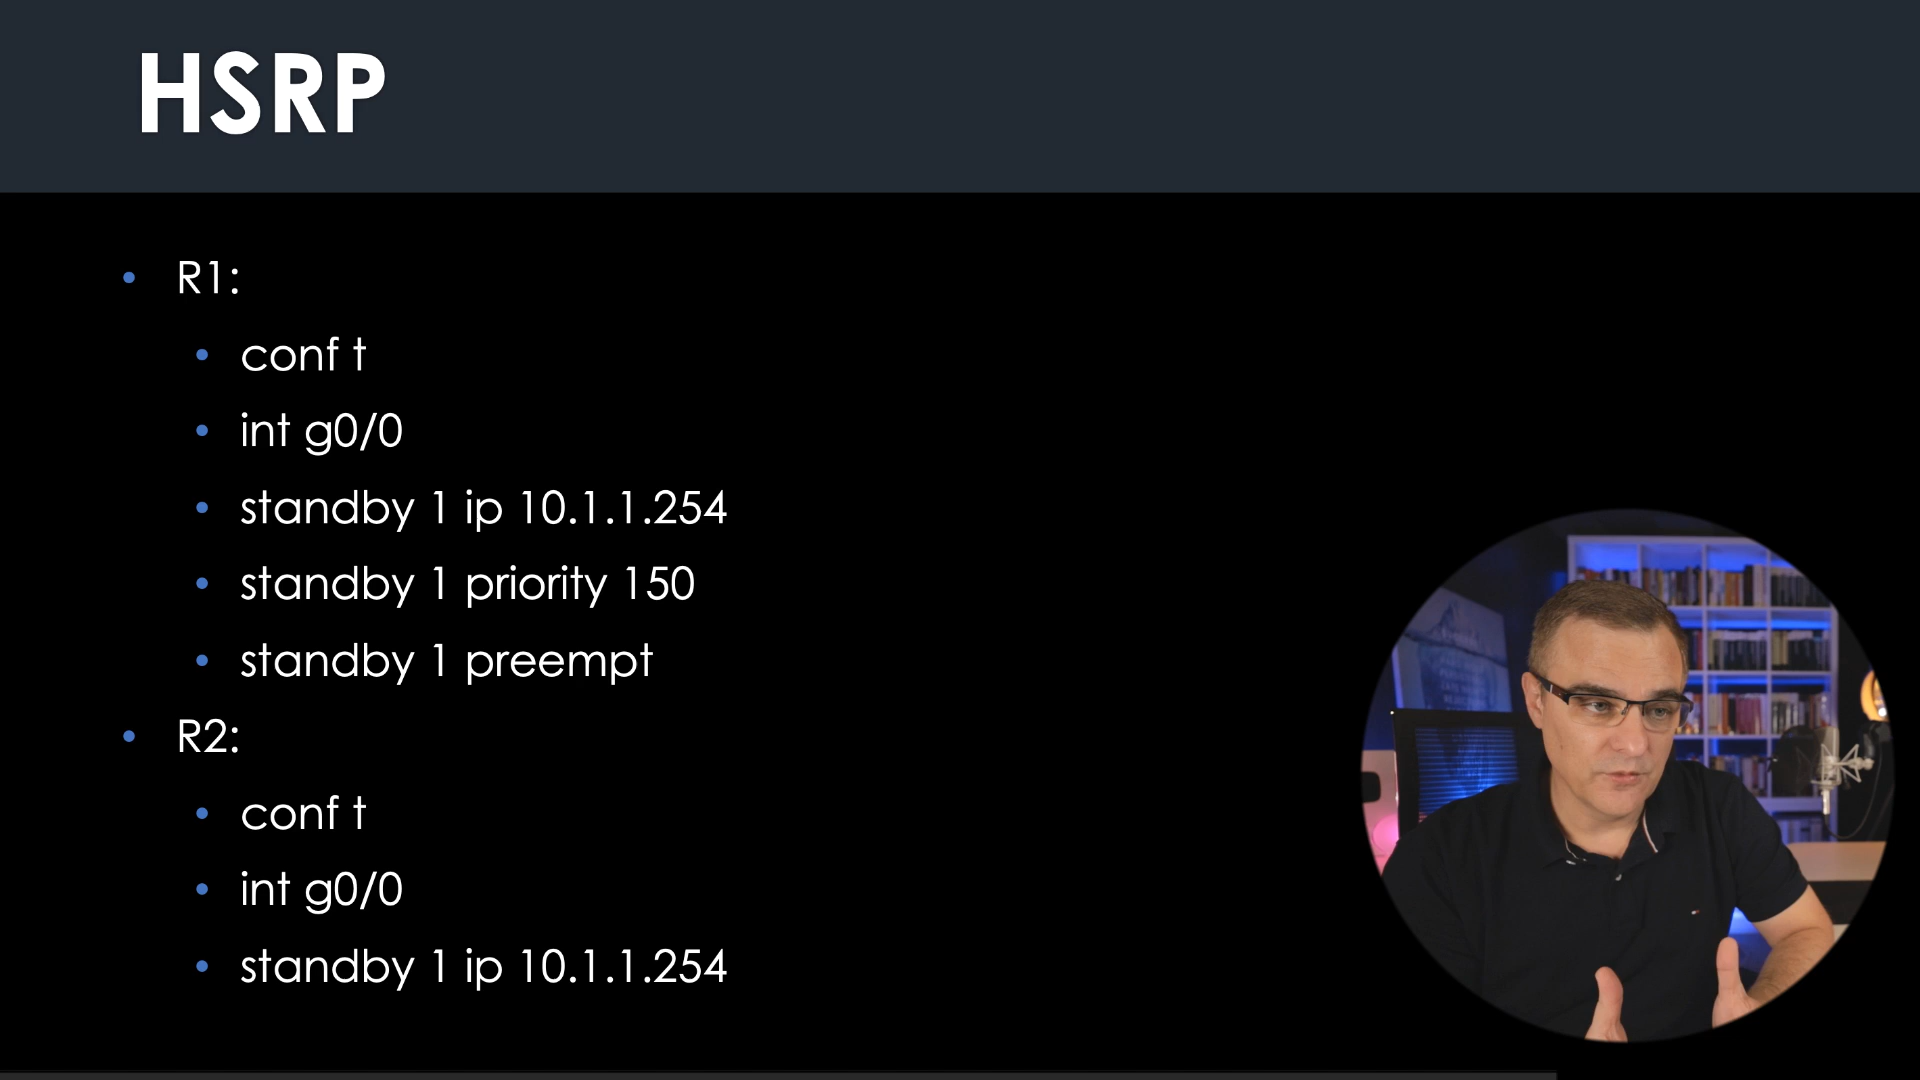 HSRP
R1:
conf t
int g0/0
standby 1 ip 10.1.1.254
standby 1 priority 150
standby 1 preempt
R2:
conf t
int g0/0
standby 1 ip 10.1.1.254